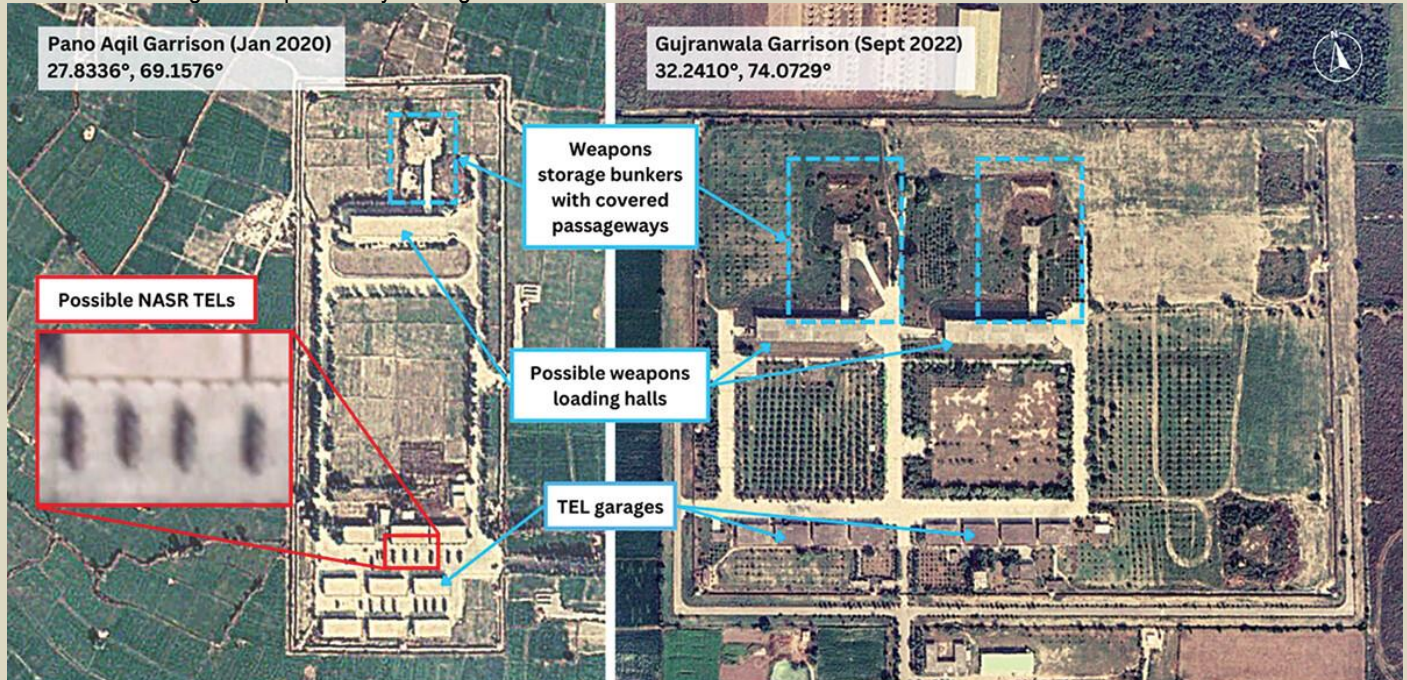 Pano Aqil Garrison (Jan 2020)
27.8336°, 69.1576°
Gujranwala Garrison (Sept 2022)
32.2410°, 74.0729°
N
Weapons
storage bunkers
with covered
passageways
Possible NASR TELs
Possible weapons
loading halls
TEL garages